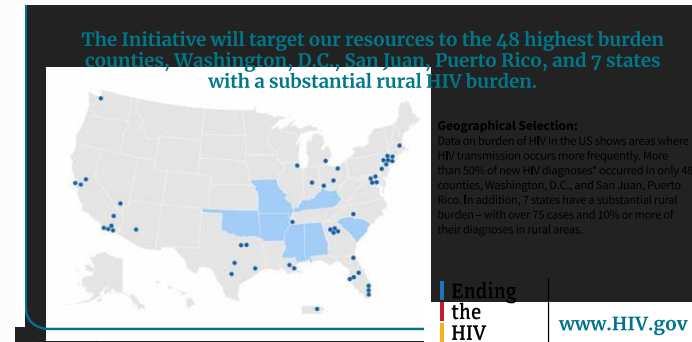 The Initiative will target our resources to the 48 highest burden
counties, Washington, D.C., San Juan, Puerto Rico, and 7 states
with a substantial rural HIV burden.
Geographical Selection:
Data on burden of HIV in the US shows areas where
HIV transmission occurs more frequently. More
than 50% of new HIV diagnoses* occurred in only 48
counties, Washington, D.C., and San Juan, Puerto
Rico. In addition, 7 states have a substantial rural
burden – with over 75 cases and 10% or more of
their diagnoses in rural areas.
Ending
the
HIV
www.HIV.gov